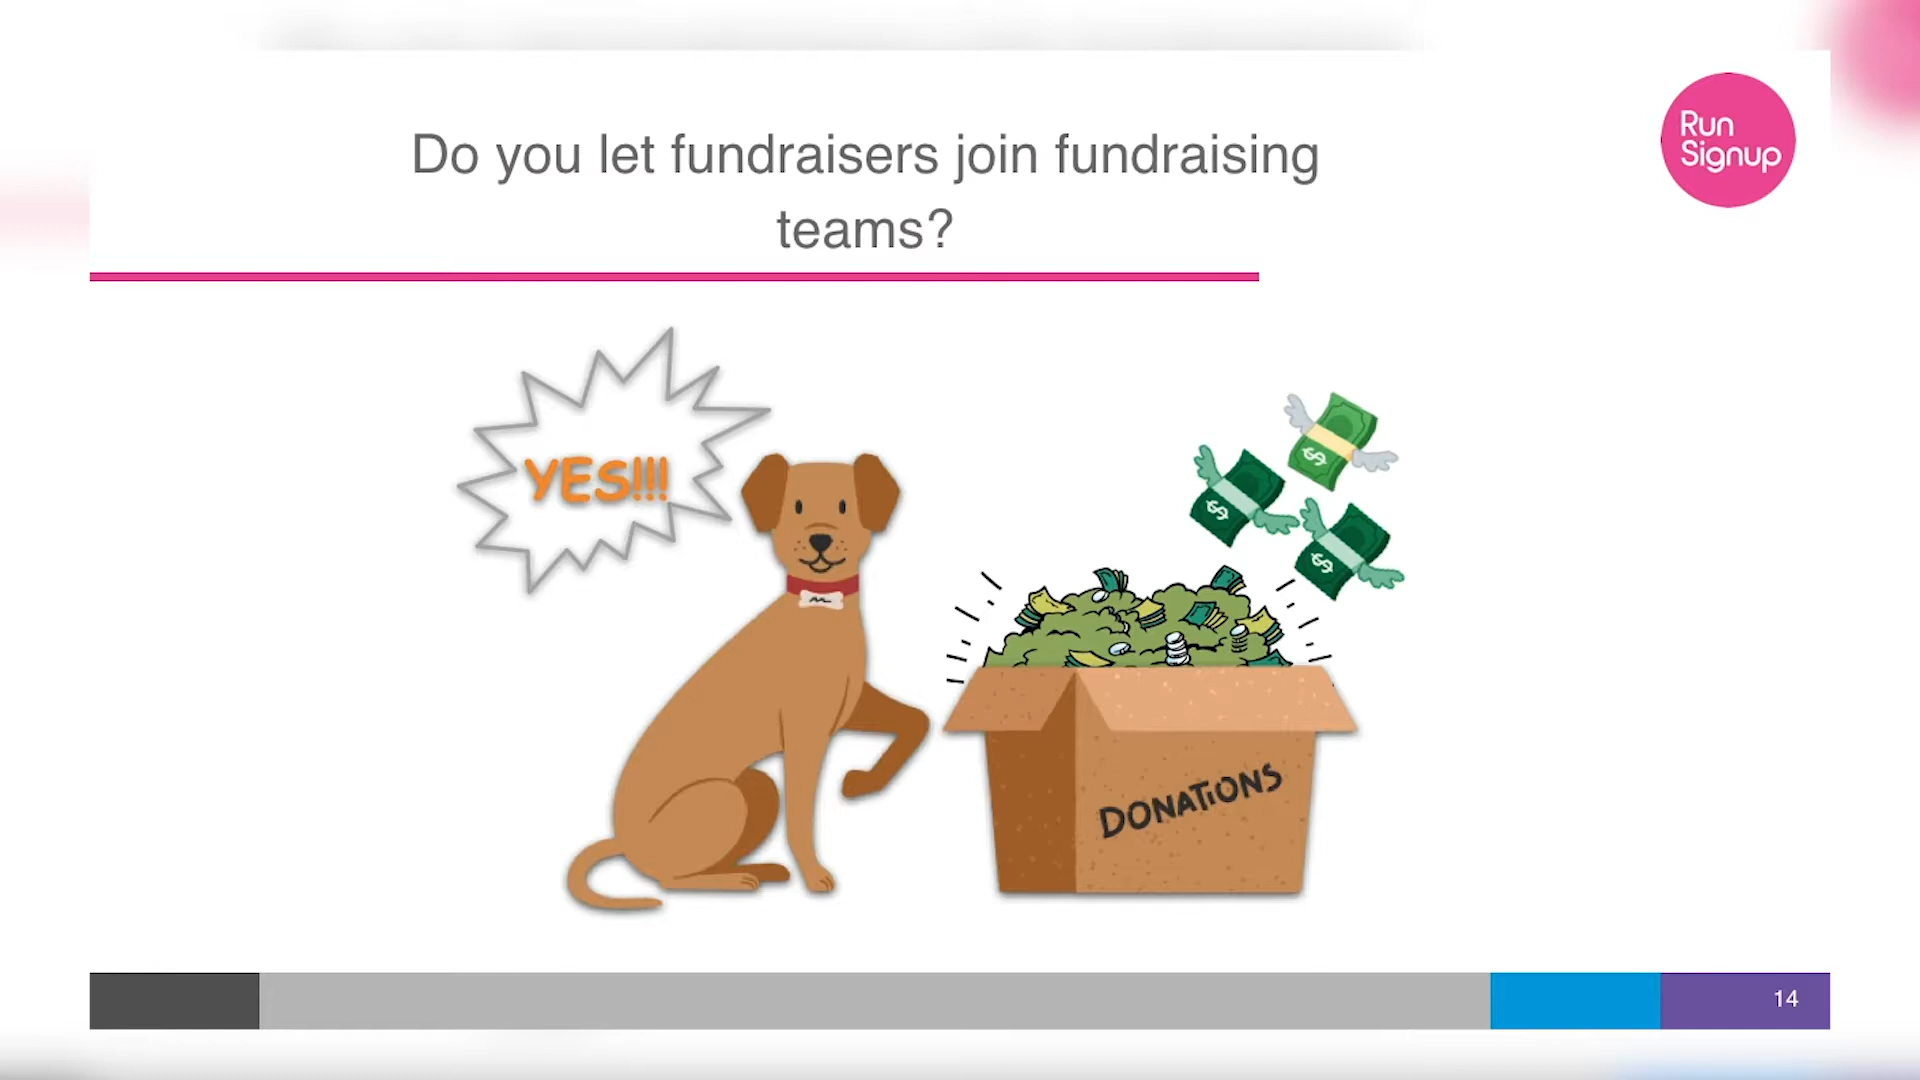 Do you let fundraisers join fundraising
teams?
Run
Signup
YES!!!
$
$
$
DONATiONS
14